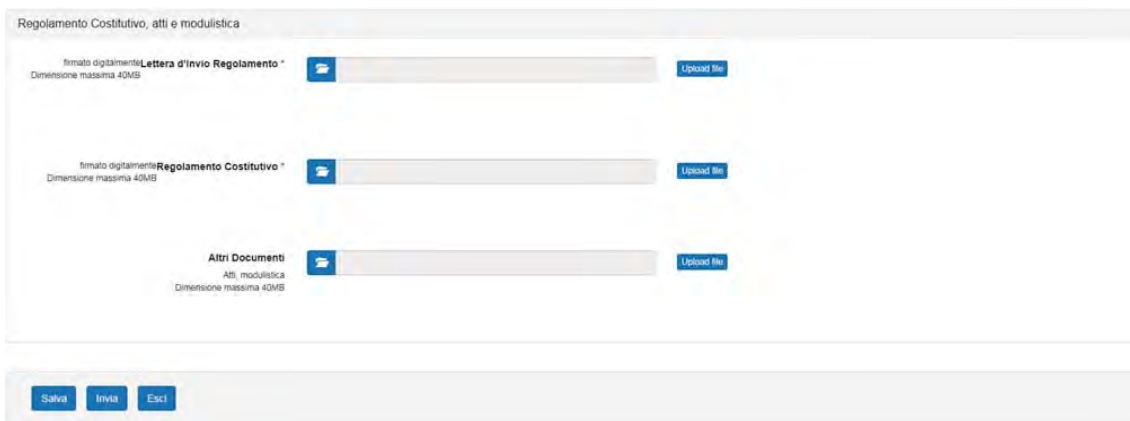 Regolamento Costitutivo, atti e modulistica
firmato digitalmente Lettera d'Invio Regolamento *
Dimensione massima 40MB
Upload file
firmato digitalmente Regolamento Costitutivo *
Dimensione massima 40MB
Upload file
Altri Documenti
Atti, modulistica
Dimensione massima 40MB
Upload file
Salva Invia Esci